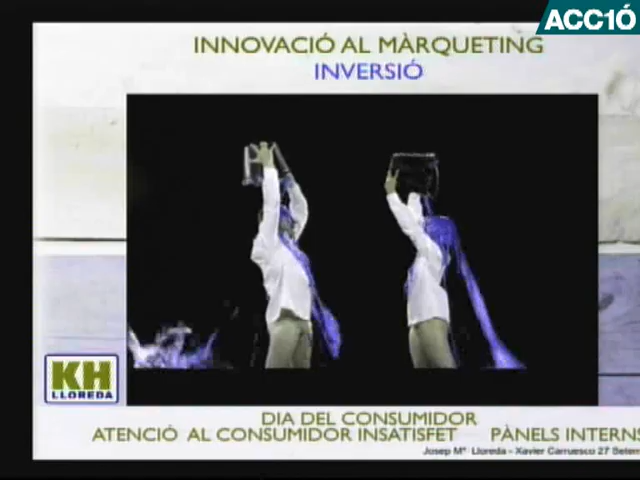 ACC1Ó
INNOVACIÓ AL MÀRQUETING
INVERSIÓ
KH
LLOREDA
DIA DEL CONSUMIDOR
ATENCIÓ AL CONSUMIDOR INSATISFET PÀNELS INTERNS
Josep Mª Lloreda - Xavier Carruesco 27 Setem